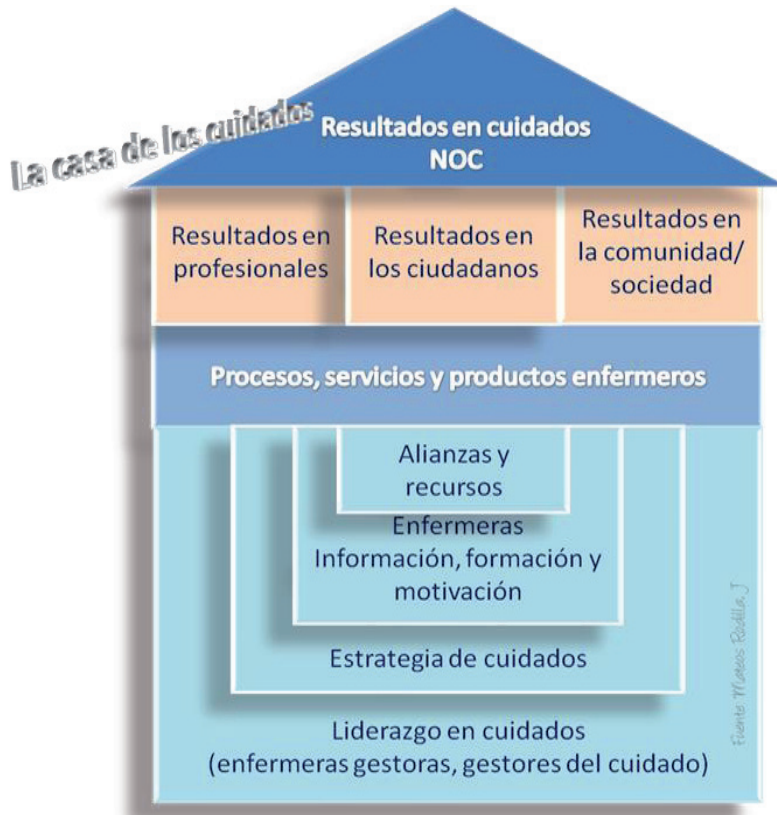 La casa de los cuidados
Resultados en cuidados
NOC
Resultados en
profesionales
Resultados en
los ciudadanos
Resultados en
la comunidad/
sociedad
Procesos, servicios y productos enfermeros
Alianzas y
recursos
Enfermeras
Información, formación y
motivación
Estrategia de cuidados
Liderazgo en cuidados
(enfermeras gestoras, gestores del cuidado)
Fuente Mateos Rodilla, J